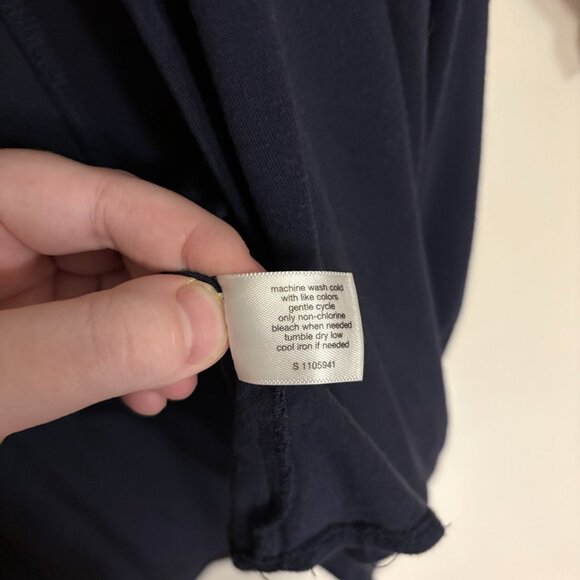 machine wash cold
with like colors
gentle cycle
only non-chlorine
bleach when needed
tumble dry low
cool iron if needed
S 1105941